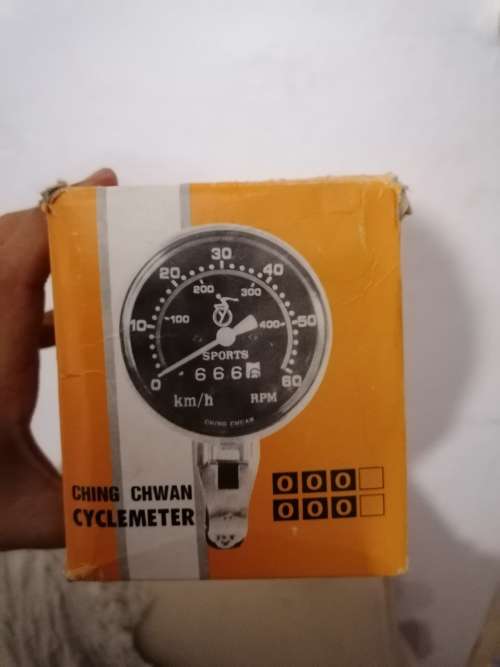 30
20 40
200 300
10 100 400 50
SPORTS
0 666 60
km/h RPM
CHING CHWAN
CHING CHWAN
CYCLEMETER
000
000